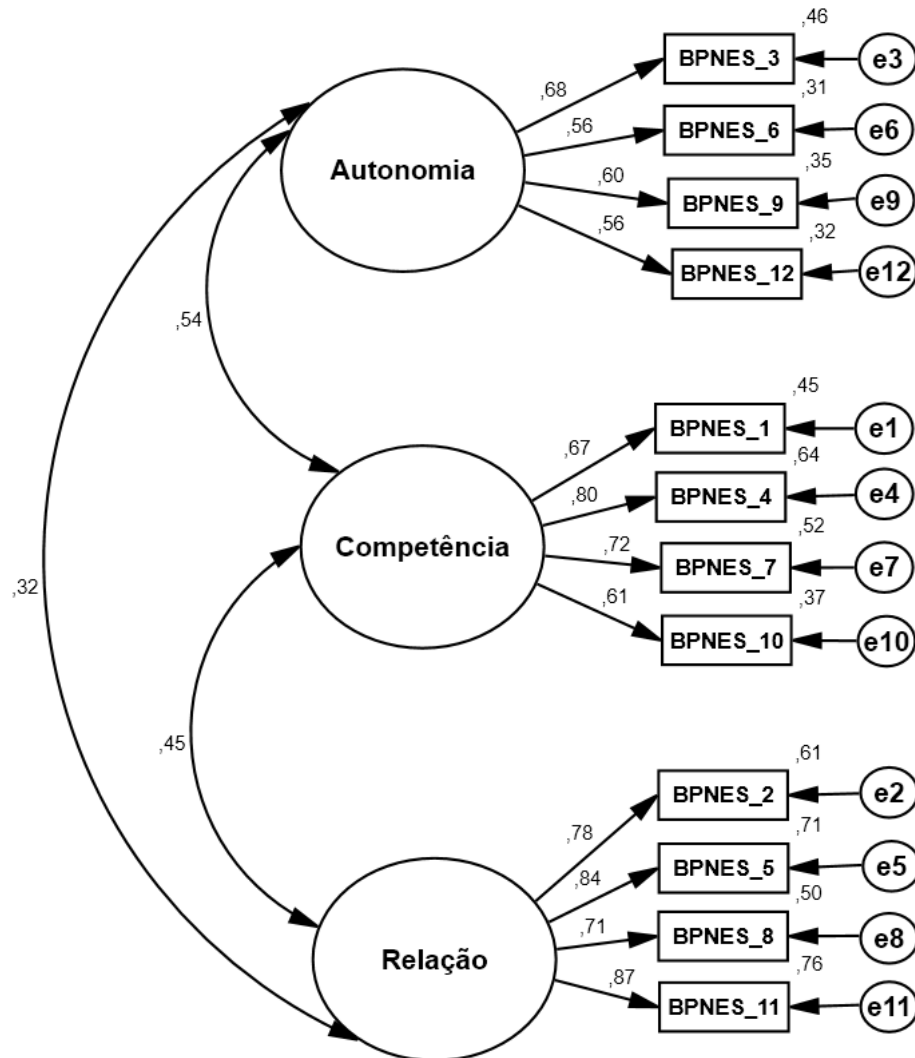 ,46
,68
BPNES_3
e3
,31
,56
BPNES_6
e6
Autonomia
,35
,60
BPNES_9
e9
,56
,32
BPNES_12
e12
,54
,45
,67
BPNES_1
e1
,64
,80
BPNES_4
e4
Competência
,52
,72
BPNES_7
e7
,37
,61
BPNES_10
e10
,32
,45
,61
,78
BPNES_2
e2
,71
,84
BPNES_5
e5
,50
Relação
,71
BPNES_8
e8
,76
,87
BPNES_11
e11